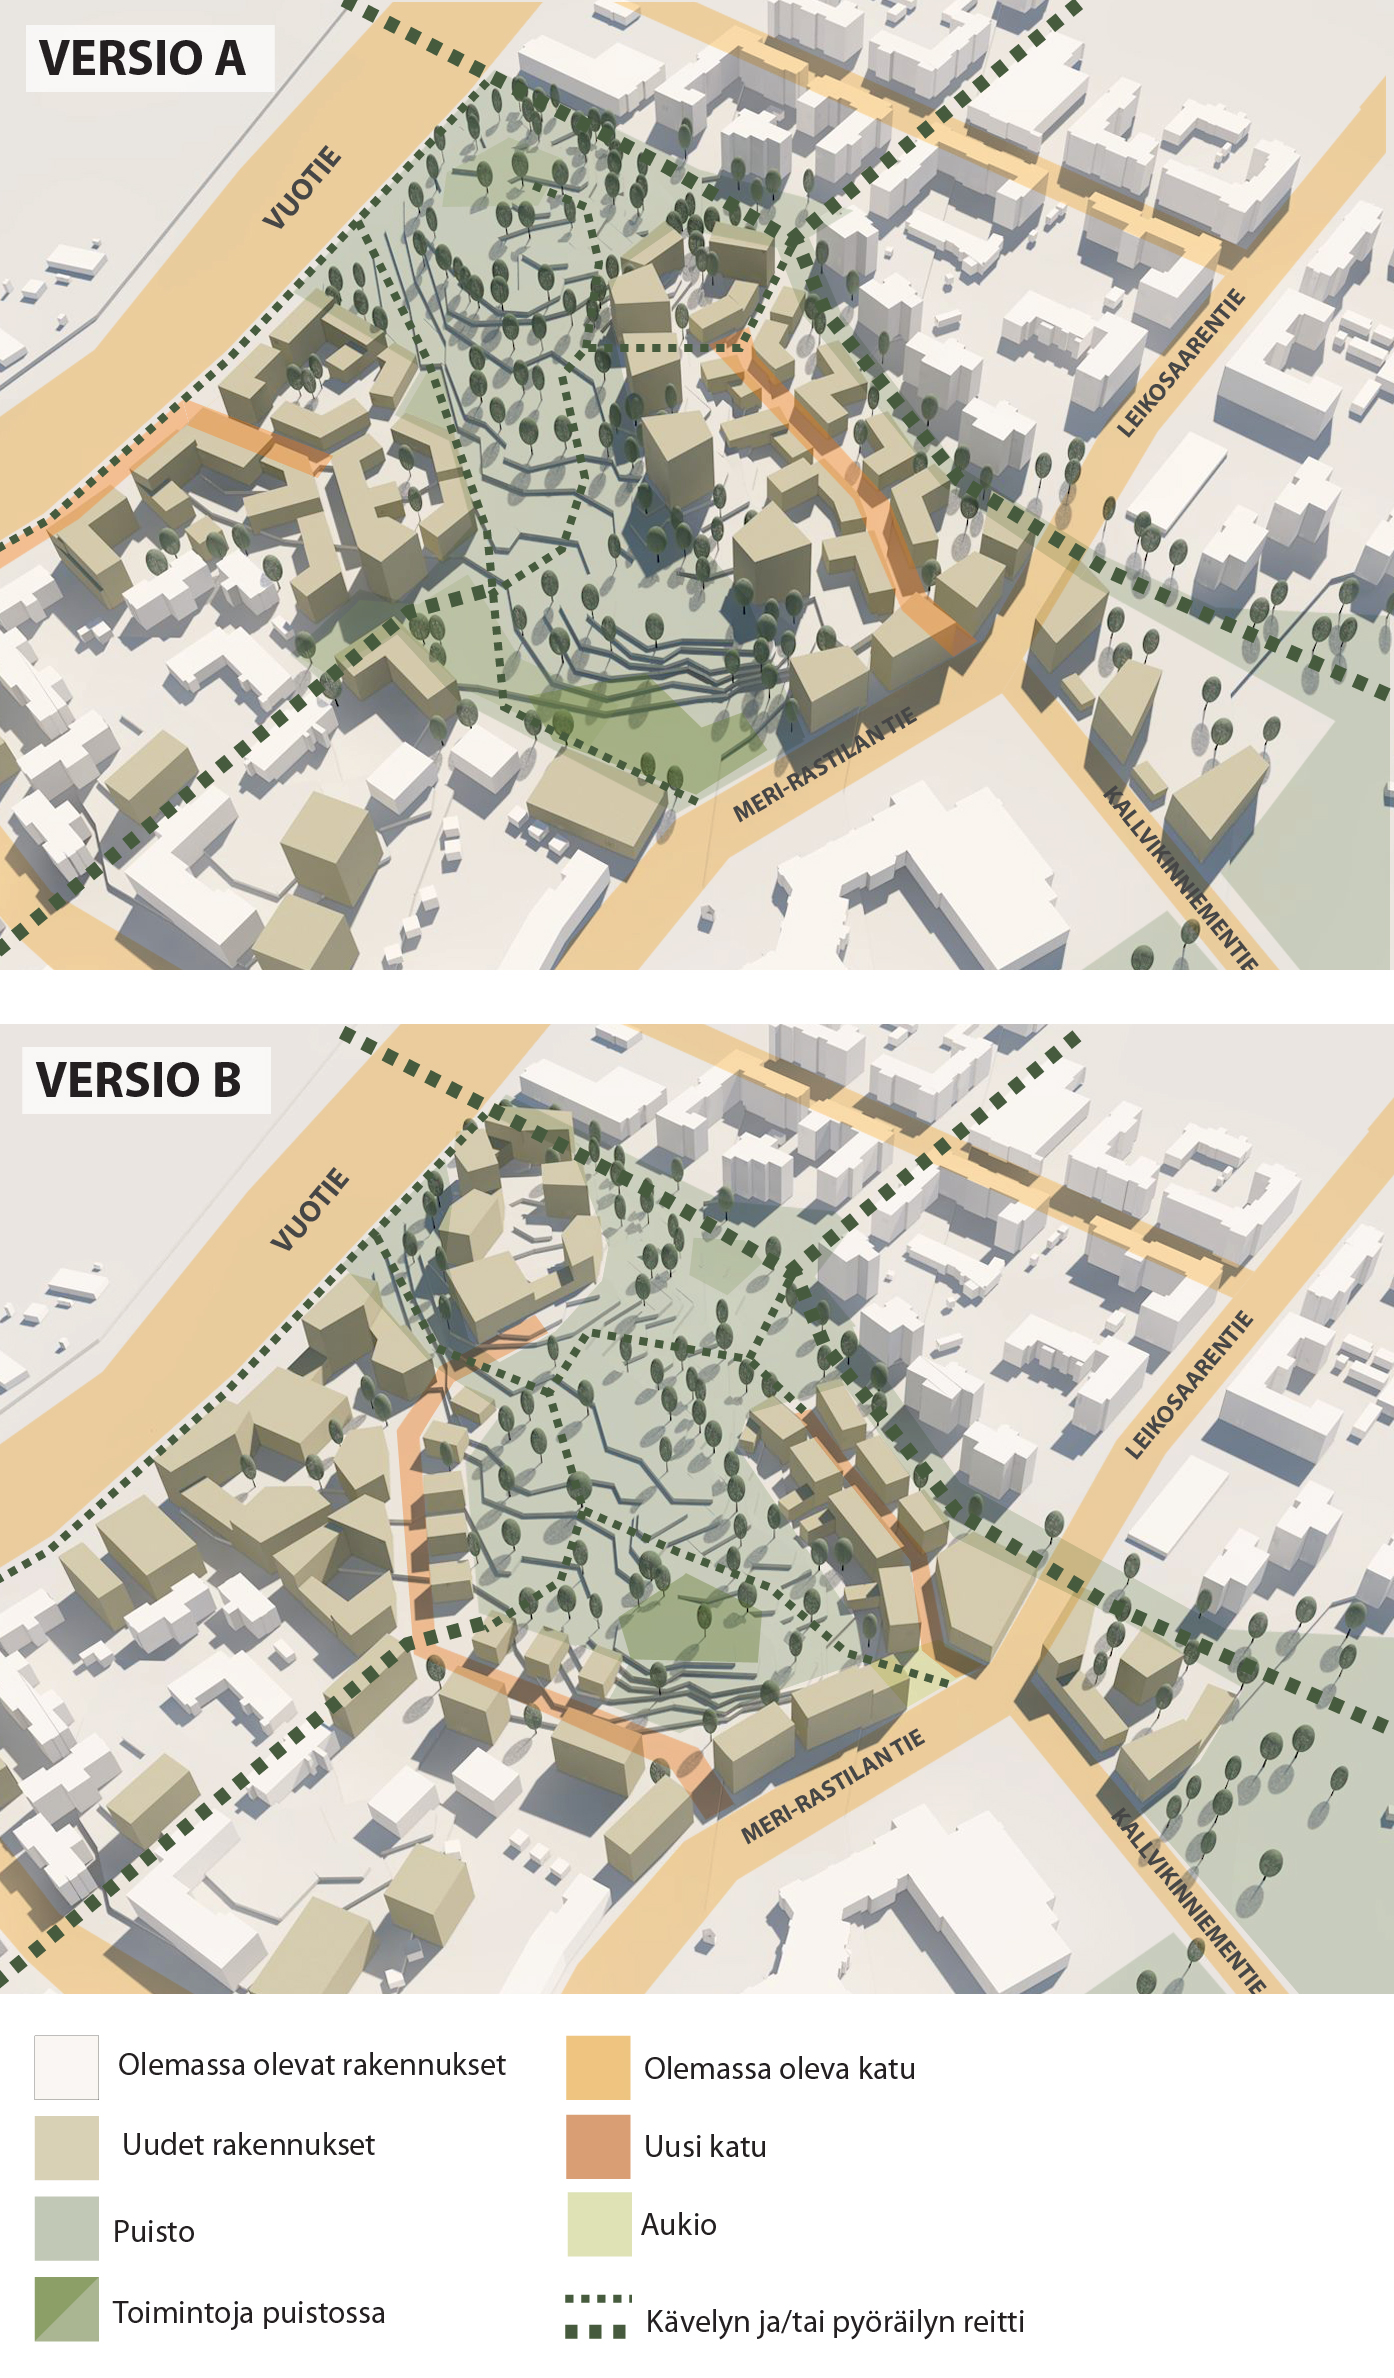 VERSIO A
VUOTIE
LEIKOSAARENTIE
MERI-RASTILANTIE
KALLVIKINNIEMENTIE
VERSIO B
VUOTIE
LEIKOSAARENTIE
MERI-RASTILANTIE
KALLVIKINNIEMENTIE
Olemassa olevat rakennukset
Uudet rakennukset
Puisto
Toimintoja puistossa
Olemassa oleva katu
Uusi katu
Aukio
Kävelyn ja/tai pyöräilyn reitti